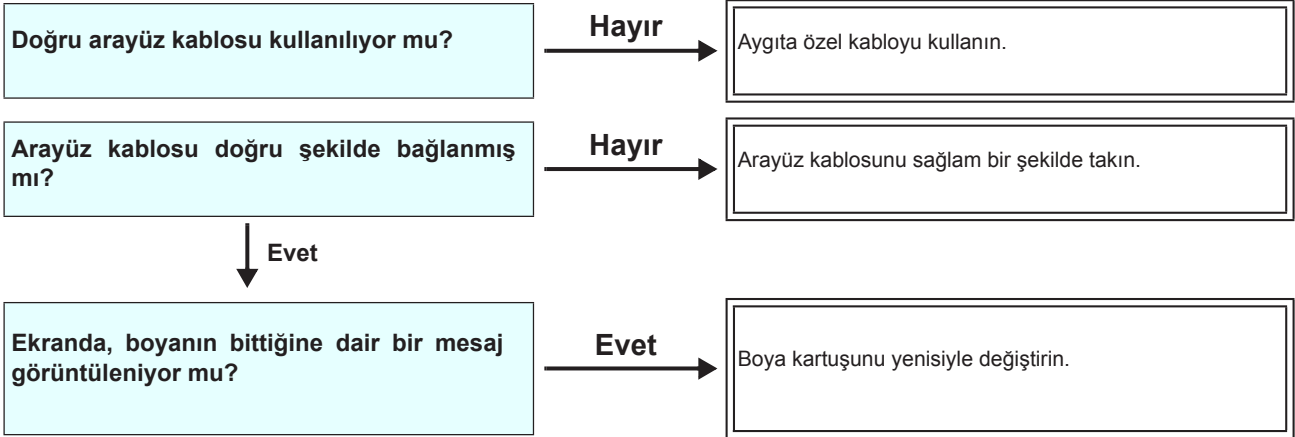 Doğru arayüz kablosu kullanılıyor mu?
Hayır
Aygıta özel kabloyu kullanın.
Arayüz kablosu doğru şekilde bağlanmış
mı?
Hayır
Arayüz kablosunu sağlam bir şekilde takın.
Evet
Ekranda, boyanın bittiğine dair bir mesaj
görüntüleniyor mu?
Evet
Boya kartuşunu yenisiyle değiştirin.